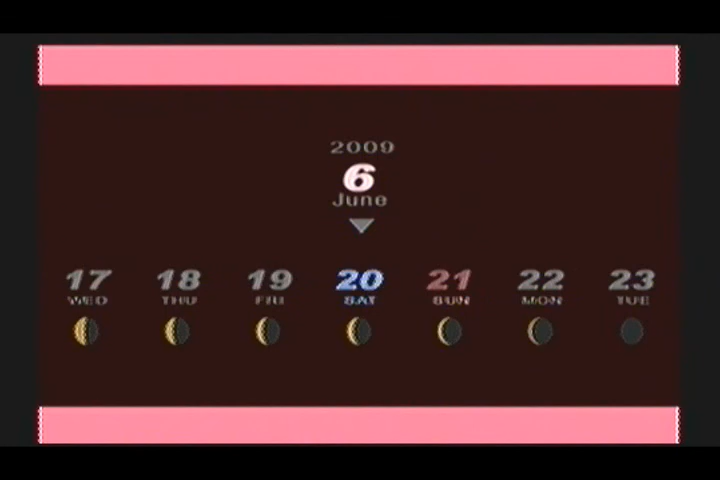 2009
6
June
17 18 19 20 21 22 23
WED THU FRI SAT SUN MON TUE